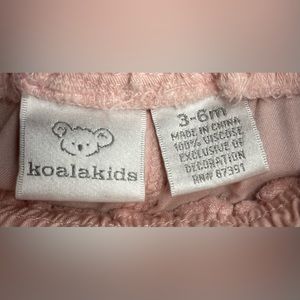 koalakids
3-6m
MADE IN CHINA
100% VISCOSE
EXCLUSIVE OF
DECORATION
RN# 67391